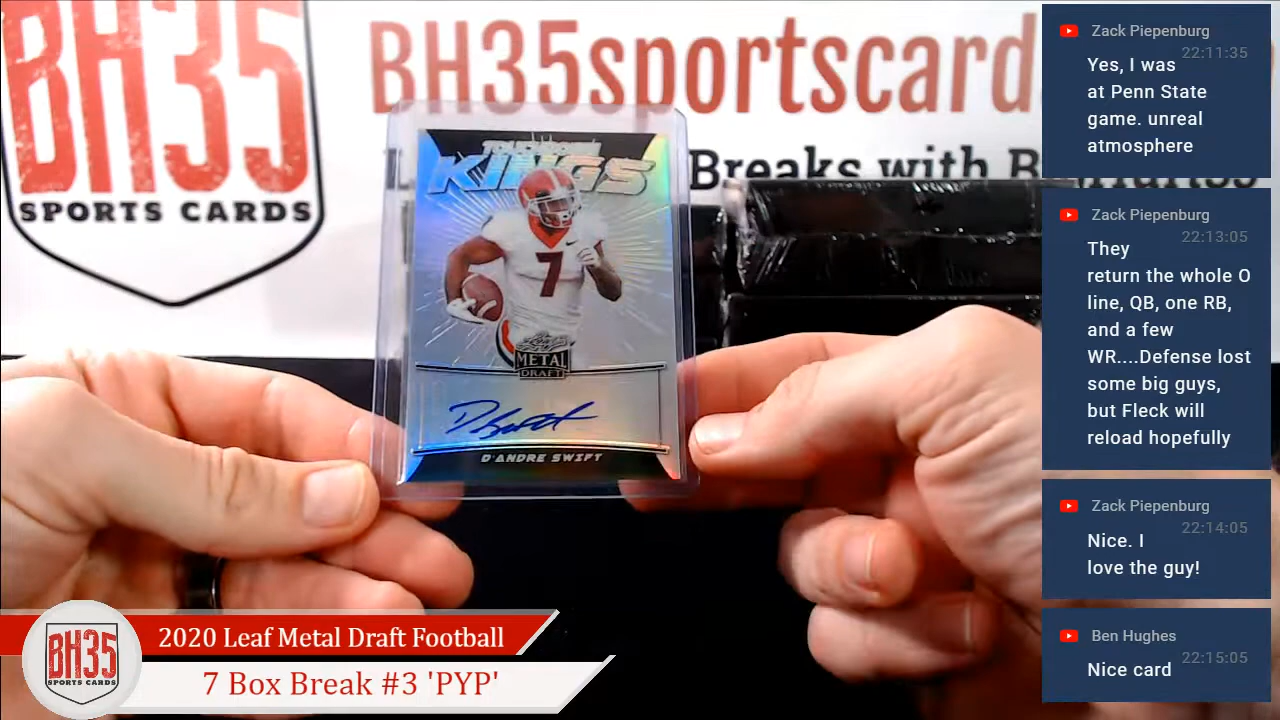 BH35
SPORTS CARDS
BH35sportscard
Breaks with B
TOUCHDOWN
KINGS
7
Leaf
METAL
DRAFT
D'ANDRE SWIFT
Zack Piepenburg
22:11:35
Yes, I was
at Penn State
game. unreal
atmosphere
Zack Piepenburg
22:13:05
They
return the whole O
line, QB, one RB,
and a few
WR....Defense lost
some big guys,
but Fleck will
reload hopefully
Zack Piepenburg
22:14:05
Nice. I
love the guy!
Ben Hughes
22:15:05
Nice card
BH35
SPORTS CARDS
2020 Leaf Metal Draft Football
7 Box Break #3 'PYP'